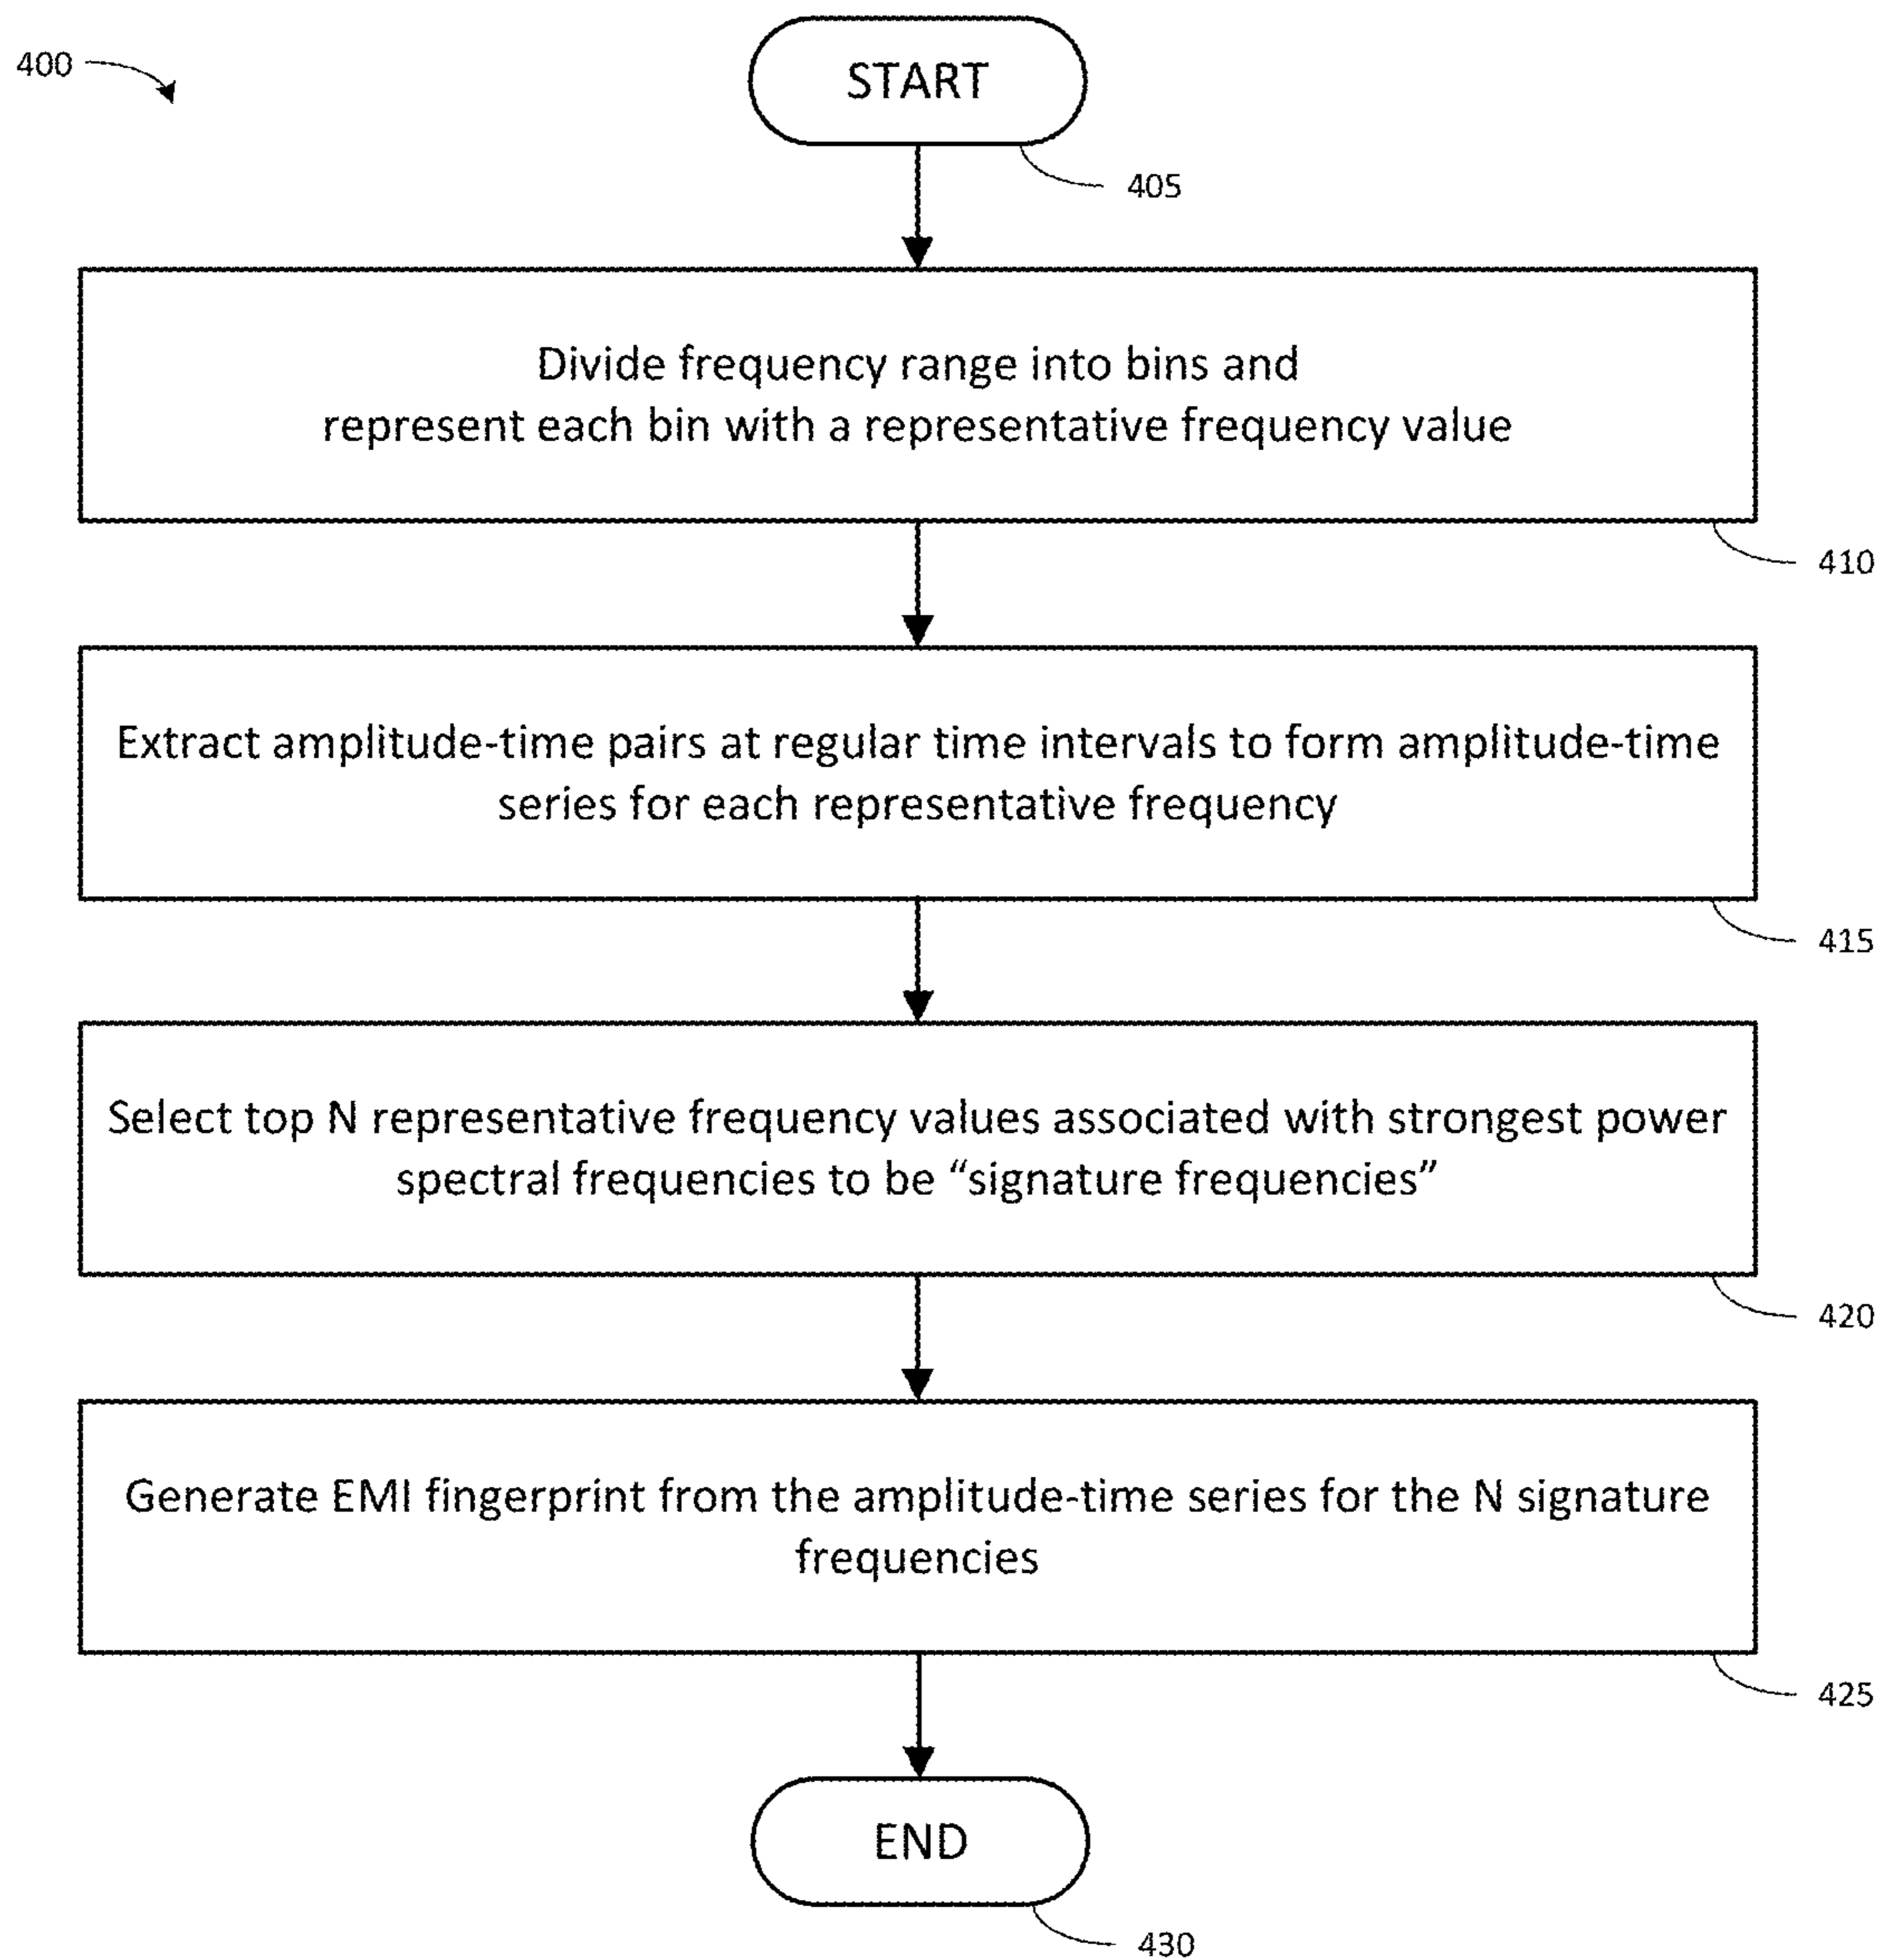 400
START
405
Divide frequency range into bins and
represent each bin with a representative frequency value
410
Extract amplitude-time pairs at regular time intervals to form amplitude-time
series for each representative frequency
415
Select top N representative frequency values associated with strongest power
spectral frequencies to be “signature frequencies”
420
Generate EMI fingerprint from the amplitude-time series for the N signature
frequencies
425
END
430